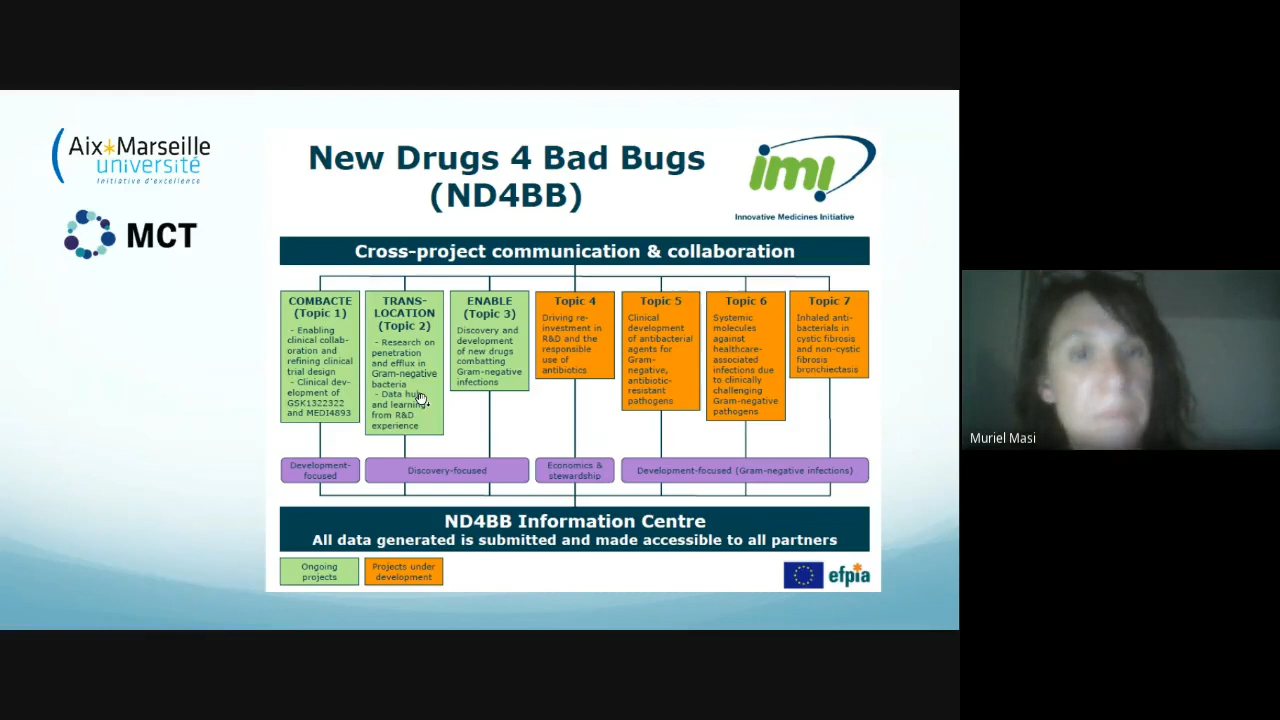 Aix*Marseille
université
Initiative d'excellence
MCT
New Drugs 4 Bad Bugs
(ND4BB)
imi
Innovative Medicines Initiative
Cross-project communication & collaboration
COMBACTE
(Topic 1)
- Enabling
clinical collab-
oration and
refining clinical
trial design
- Clinical dev-
elopment of
GSK1322322
and MEDI4893
TRANS-
LOCATION
(Topic 2)
- Research on
penetration
and efflux in
Gram-negative
bacteria
- Data hub
and learning
from R&D
experience
ENABLE
(Topic 3)
Discovery and
development
of new drugs
combatting
Gram-negative
infections
Topic 4
Driving re-
investment in
R&D and the
responsible
use of
antibiotics
Topic 5
Clinical
development
of antibacterial
agents for
Gram-
negative,
antibiotic-
resistant
pathogens
Topic 6
Systemic
molecules
against
healthcare-
associated
infections due
to clinically
challenging
Gram-negative
pathogens
Topic 7
Inhaled anti-
bacterials in
cystic fibrosis
and non-cystic
fibrosis
bronchiectasis
Development-
focused
Discovery-focused
Economics &
stewardship
Development-focused (Gram-negative infections)
ND4BB Information Centre
All data generated is submitted and made accessible to all partners
Ongoing
projects
Projects under
development
efpia
Muriel Masi